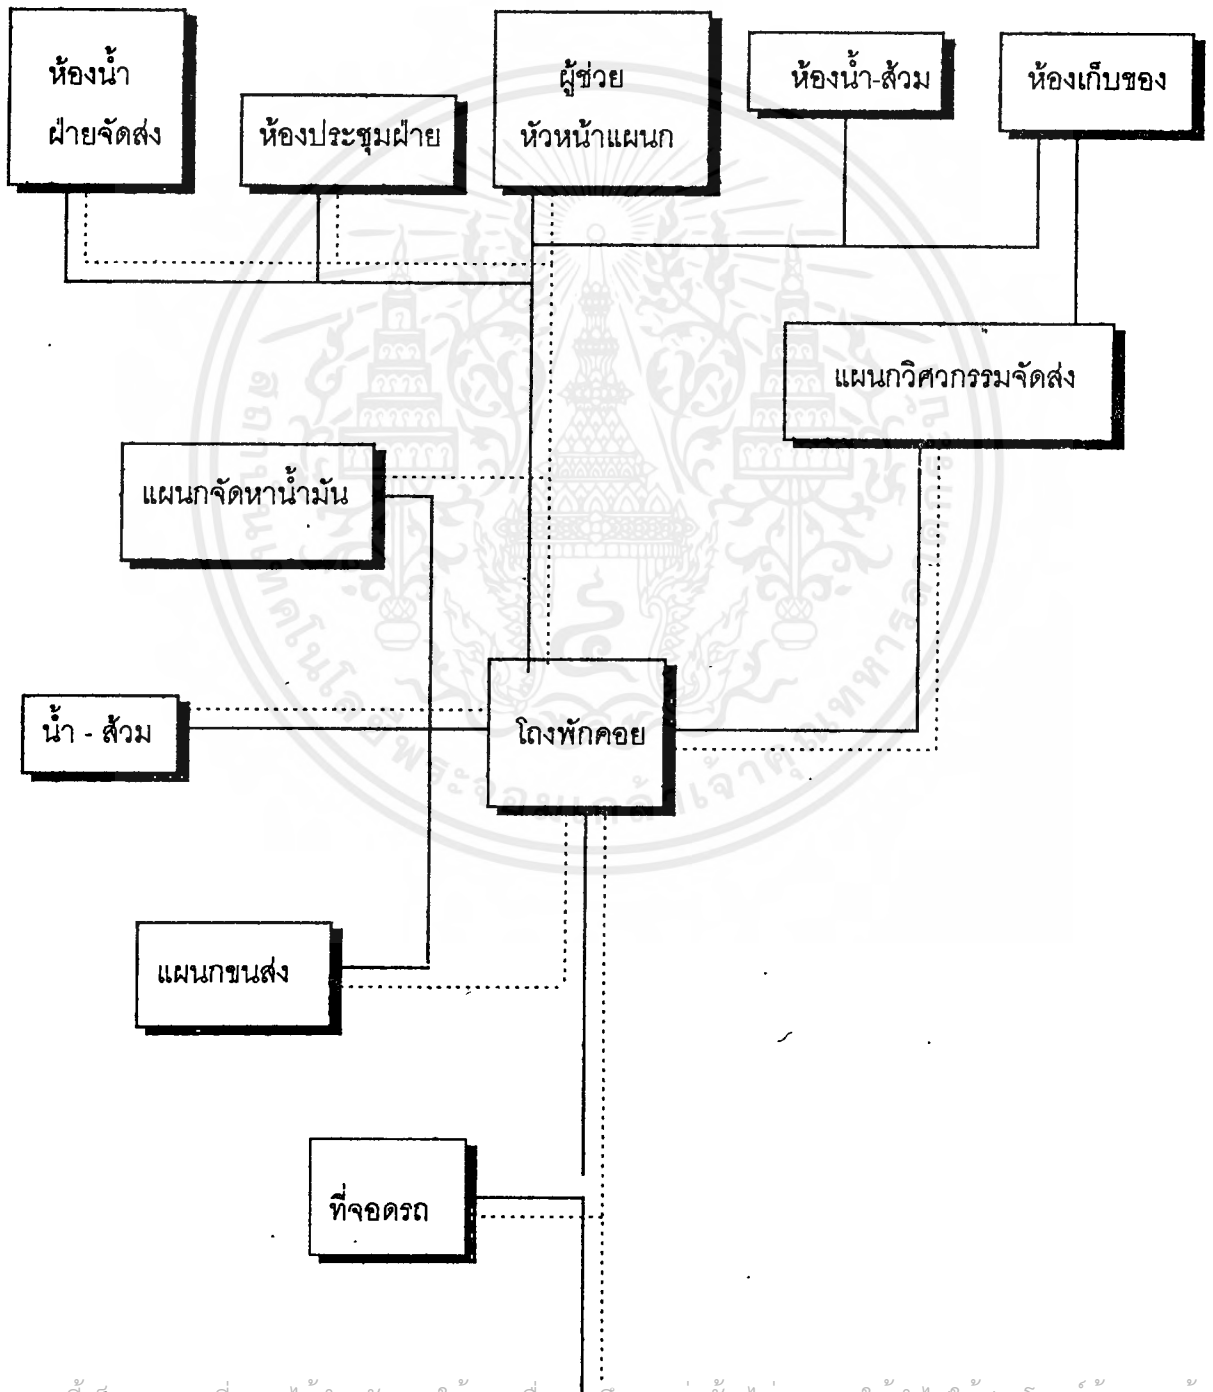 ห้องน้ำ
ฝ่ายจัดส่ง
ห้องประชุมฝ่าย
ผู้ช่วย
หัวหน้าแผนก
ห้องน้ำ-ส้วม
ห้องเก็บของ
แผนกวิศวกรรมจัดส่ง
แผนกจัดหาน้ำมัน
น้ำ - ส้วม
โถงพักคอย
แผนกขนส่ง
ที่จอดรถ